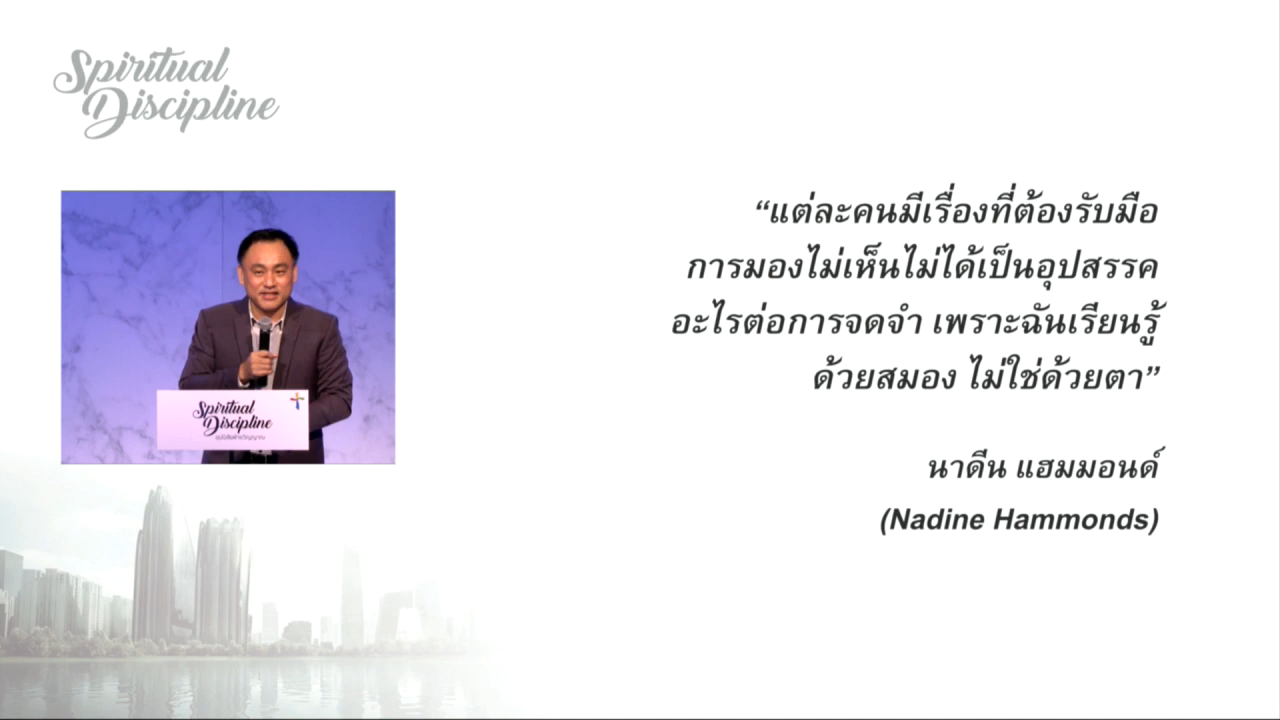 Spiritual
Discipline
“แต่ละคนมีเรื่องที่ต้องรับมือ
การมองไม่เห็นไม่ได้เป็นอุปสรรค
อะไรต่อการจดจำ เพราะฉันเรียนรู้
ด้วยสมอง ไม่ใช่ด้วยตา”
นาดีน แฮมมอนด์
(Nadine Hammonds)
Spiritual
Discipline